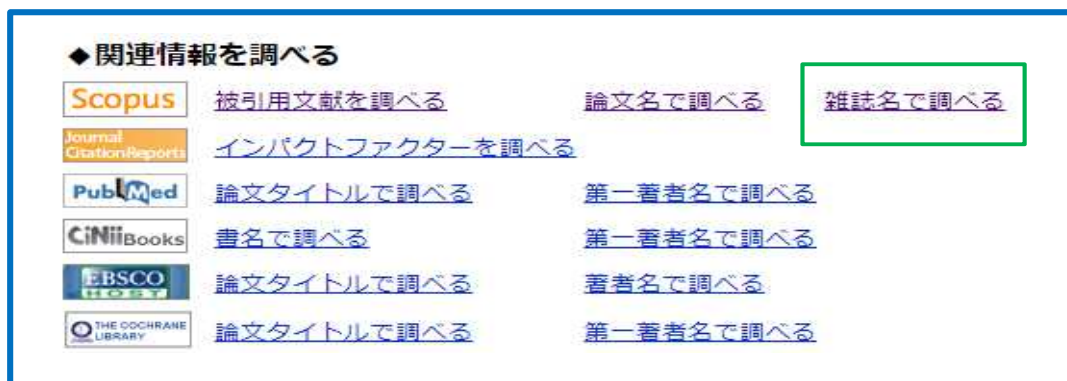 ◆関連情報を調べる
Scopus 被引用文献を調べる 論文名で調べる 雑誌名で調べる
Journal CitationReports インパクトファクターを調べる
PubMed 論文タイトルで調べる 第一著者名で調べる
CiNii Books 書名で調べる 第一著者名で調べる
EBSCO HOST 論文タイトルで調べる 著者名で調べる
THE COCHRANE LIBRARY 論文タイトルで調べる 第一著者名で調べる